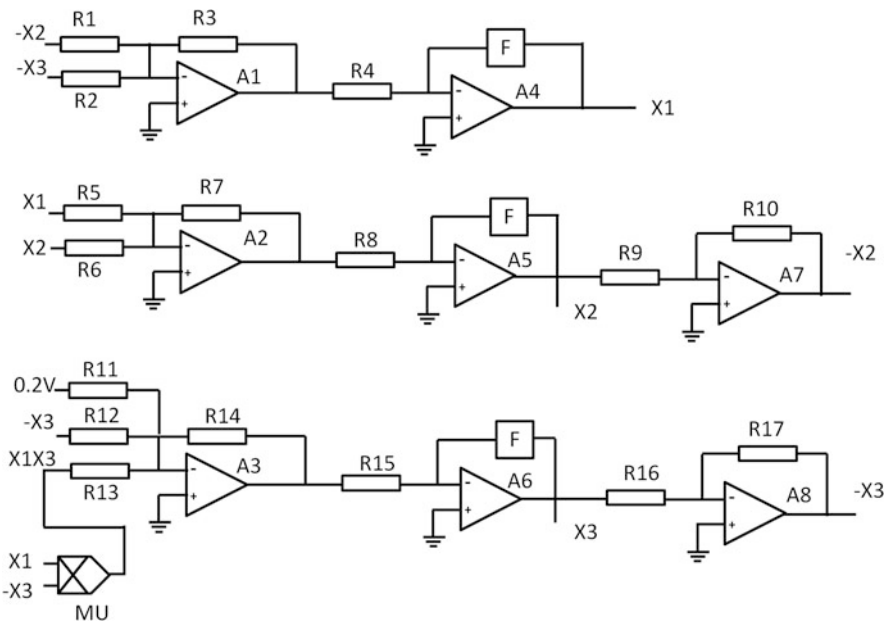 R1 R3
-X2
-X3
R2
A1
R4
F
A4
X1
-
+
-
+
X1 R5 R7
X2
R6
A2
R8
F
A5
X2
R9
R10
A7
-X2
-
+
-
+
-
+
0.2V R11
-X3 R12 R14
X1X3
R13
A3
R15
F
A6
X3
R16
R17
A8
-X3
-
+
-
+
-
+
X1
-X3
MU